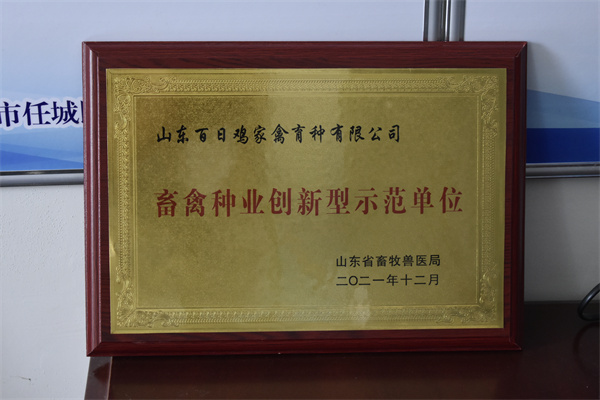 市任城
山东百日鸡家禽育种有限公司
畜禽种业创新型示范单位
山东省畜牧兽医局
二〇二一年十二月